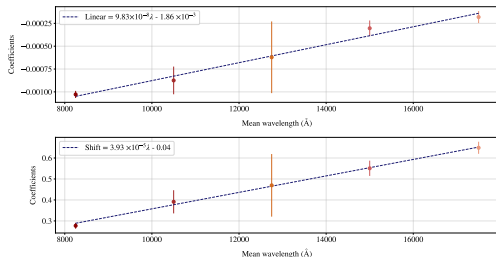 Linear = 9.83×10⁻⁸λ - 1.86 ×10⁻³
−0.00025
−0.00050
−0.00075
−0.00100
Coefficients
8000 10000 12000 14000 16000
Mean wavelength (Å)
Shift = 3.93 ×10⁻⁵λ - 0.04
0.6
0.5
0.4
0.3
Coefficients
8000 10000 12000 14000 16000
Mean wavelength (Å)